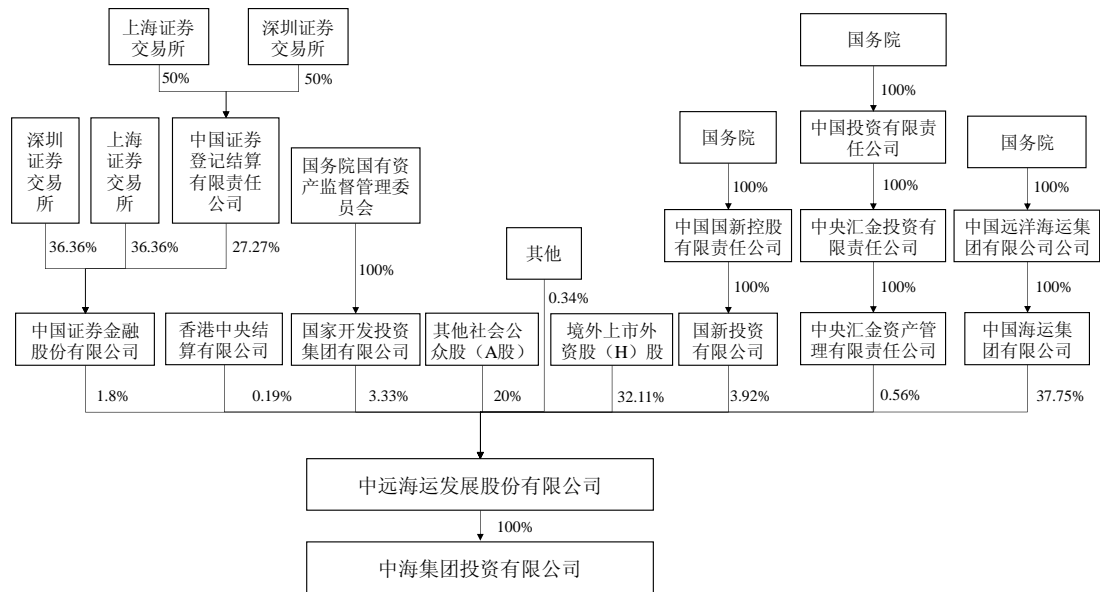 上海证券
交易所
深圳证券
交易所
国务院
50%
50%
100%
深圳
证券
交易
所
上海
证券
交易
所
中国证券
登记结算
有限责任
公司
国务院国有资
产监督管理委
员会
国务院
中国投资有限责
任公司
国务院
100%
100%
100%
36.36%
36.36%
27.27%
100%
其他
中国国新控股
有限责任公司
中央汇金投资有
限责任公司
中国远洋海运集
团有限公司公司
0.34%
100%
100%
100%
中国证券金融
股份有限公司
香港中央结
算有限公司
国家开发投资
集团有限公司
其他社会公
众股（A股）
境外上市外
资股（H）股
国新投资
有限公司
中央汇金资产管
理有限责任公司
中国海运集
团有限公司
1.8%
0.19%
3.33%
20%
32.11%
3.92%
0.56%
37.75%
中远海运发展股份有限公司
100%
中海集团投资有限公司